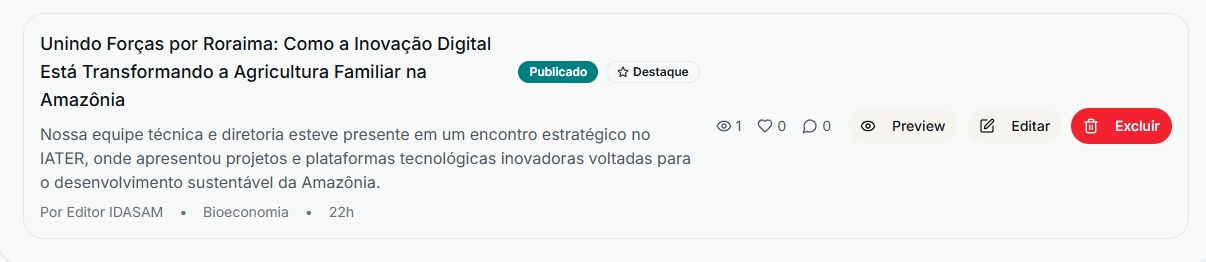 Unindo Forças por Roraima: Como a Inovação Digital
Está Transformando a Agricultura Familiar na
Amazônia
Publicado
Destaque
Nossa equipe técnica e diretoria esteve presente em um encontro estratégico no
IATER, onde apresentou projetos e plataformas tecnológicas inovadoras voltadas para
o desenvolvimento sustentável da Amazônia.
Por Editor IDASAM • Bioeconomia • 22h
1 0 0 Preview Editar Excluir